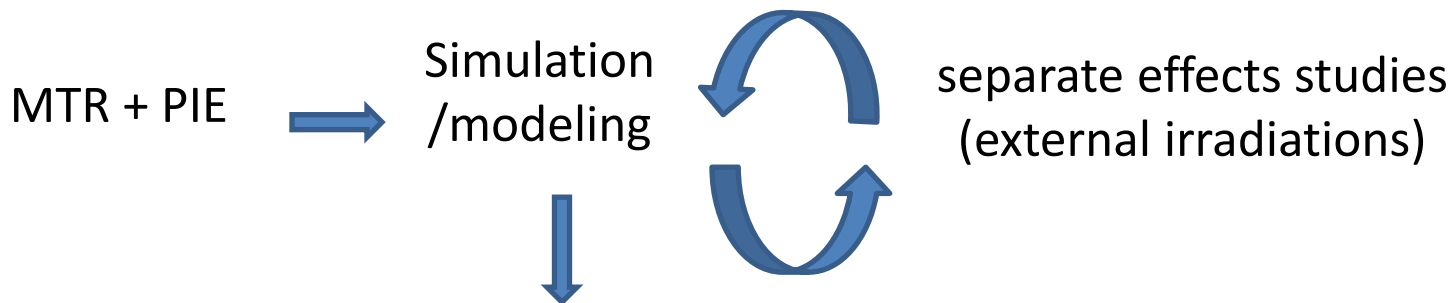 MTR + PIE
Simulation
/modeling
separate effects studies
(external irradiations)